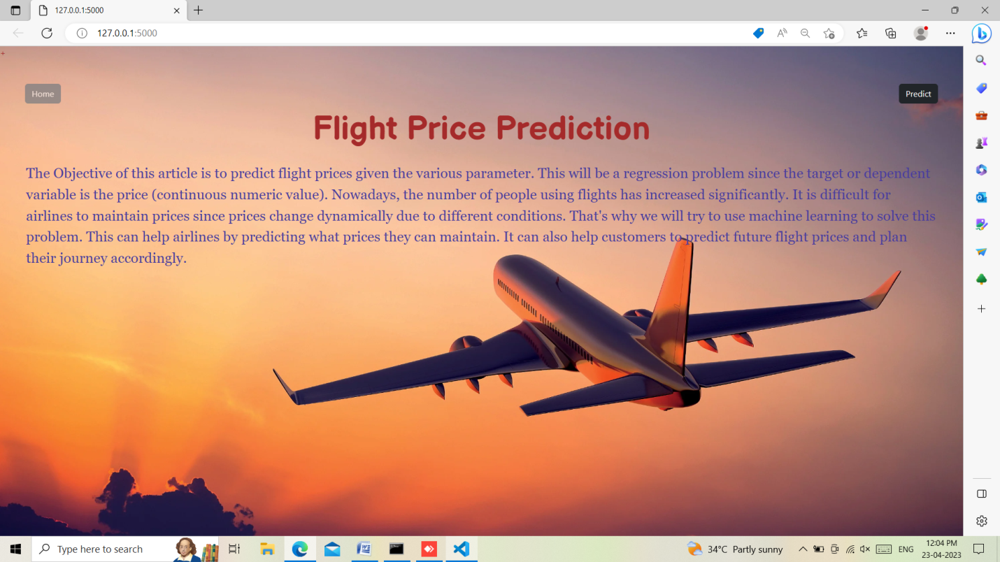 127.0.0.1:5000
127.0.0.1:5000
Home
Predict
Flight Price Prediction
The Objective of this article is to predict flight prices given the various parameter. This will be a regression problem since the target or dependent
variable is the price (continuous numeric value). Nowadays, the number of people using flights has increased significantly. It is difficult for
airlines to maintain prices since prices change dynamically due to different conditions. That's why we will try to use machine learning to solve this
problem. This can help airlines by predicting what prices they can maintain. It can also help customers to predict future flight prices and plan
their journey accordingly.
Type here to search
34°C Partly sunny
ENG
12:04 PM
23-04-2023